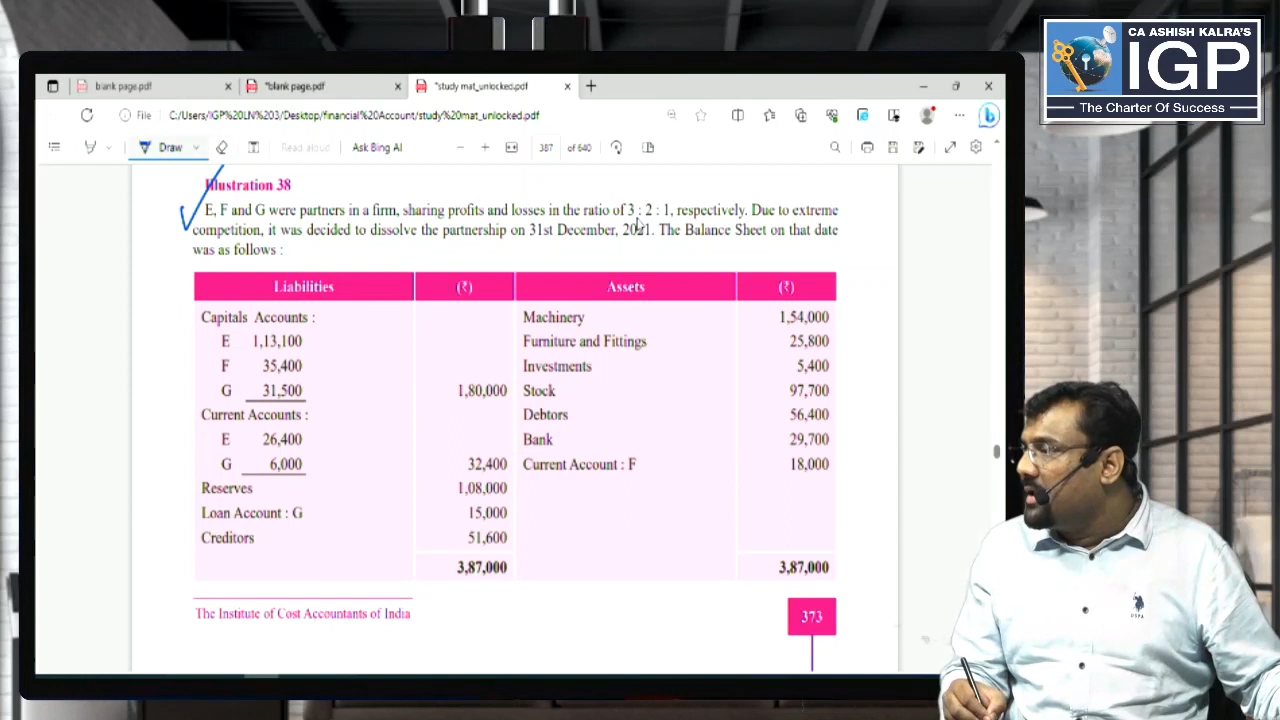 CA ASHISH KALRA'S
IGP
The Charter Of Success
blank page.pdf
*blank page.pdf
*study mat_unlocked.pdf
File
C:/Users/IGP%20LN%203/Desktop/financial%20Account/study%20mat_unlocked.pdf
Draw
Read aloud
Ask Bing AI
387 of 640
Illustration 38
E, F and G were partners in a firm, sharing profits and losses in the ratio of 3 : 2 : 1, respectively. Due to extreme
competition, it was decided to dissolve the partnership on 31st December, 2021. The Balance Sheet on that date
was as follows :
Liabilities (₹) Assets (₹)
Capitals Accounts : Machinery 1,54,000
E 1,13,100 Furniture and Fittings 25,800
F 35,400 Investments 5,400
G 31,500 1,80,000 Stock 97,700
Current Accounts : Debtors 56,400
E 26,400 Bank 29,700
G 6,000 32,400 Current Account : F 18,000
Reserves 1,08,000
Loan Account : G 15,000
Creditors 51,600
3,87,000 3,87,000
The Institute of Cost Accountants of India
373
USPA